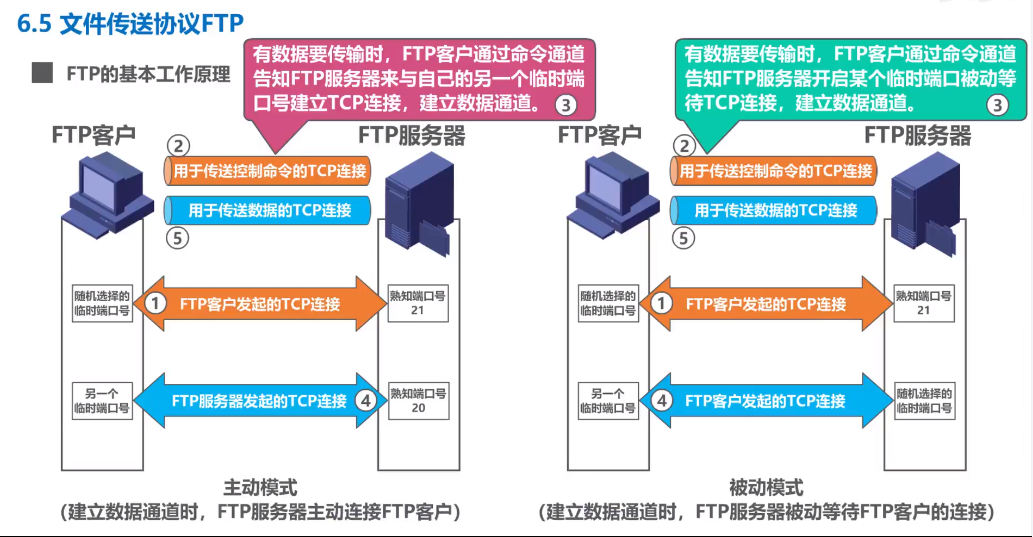 6.5 文件传送协议FTP
FTP的基本工作原理
有数据要传输时，FTP客户通过命令通道
告知FTP服务器来与自己的另一个临时端
口号建立TCP连接，建立数据通道。 ③
FTP客户
FTP服务器
②
用于传送控制命令的TCP连接
用于传送数据的TCP连接
⑤
随机选择的
临时端口号
① FTP客户发起的TCP连接
熟知端口号
21
另一个
临时端口号
FTP服务器发起的TCP连接 ④
熟知端口号
20
主动模式
（建立数据通道时，FTP服务器主动连接FTP客户）
有数据要传输时，FTP客户通过命令通道
告知FTP服务器开启某个临时端口被动等
待TCP连接，建立数据通道。 ③
FTP客户
FTP服务器
②
用于传送控制命令的TCP连接
用于传送数据的TCP连接
⑤
随机选择的
临时端口号
① FTP客户发起的TCP连接
熟知端口号
21
另一个
临时端口号
④ FTP客户发起的TCP连接
随机选择的
临时端口号
被动模式
（建立数据通道时，FTP服务器被动等待FTP客户的连接）